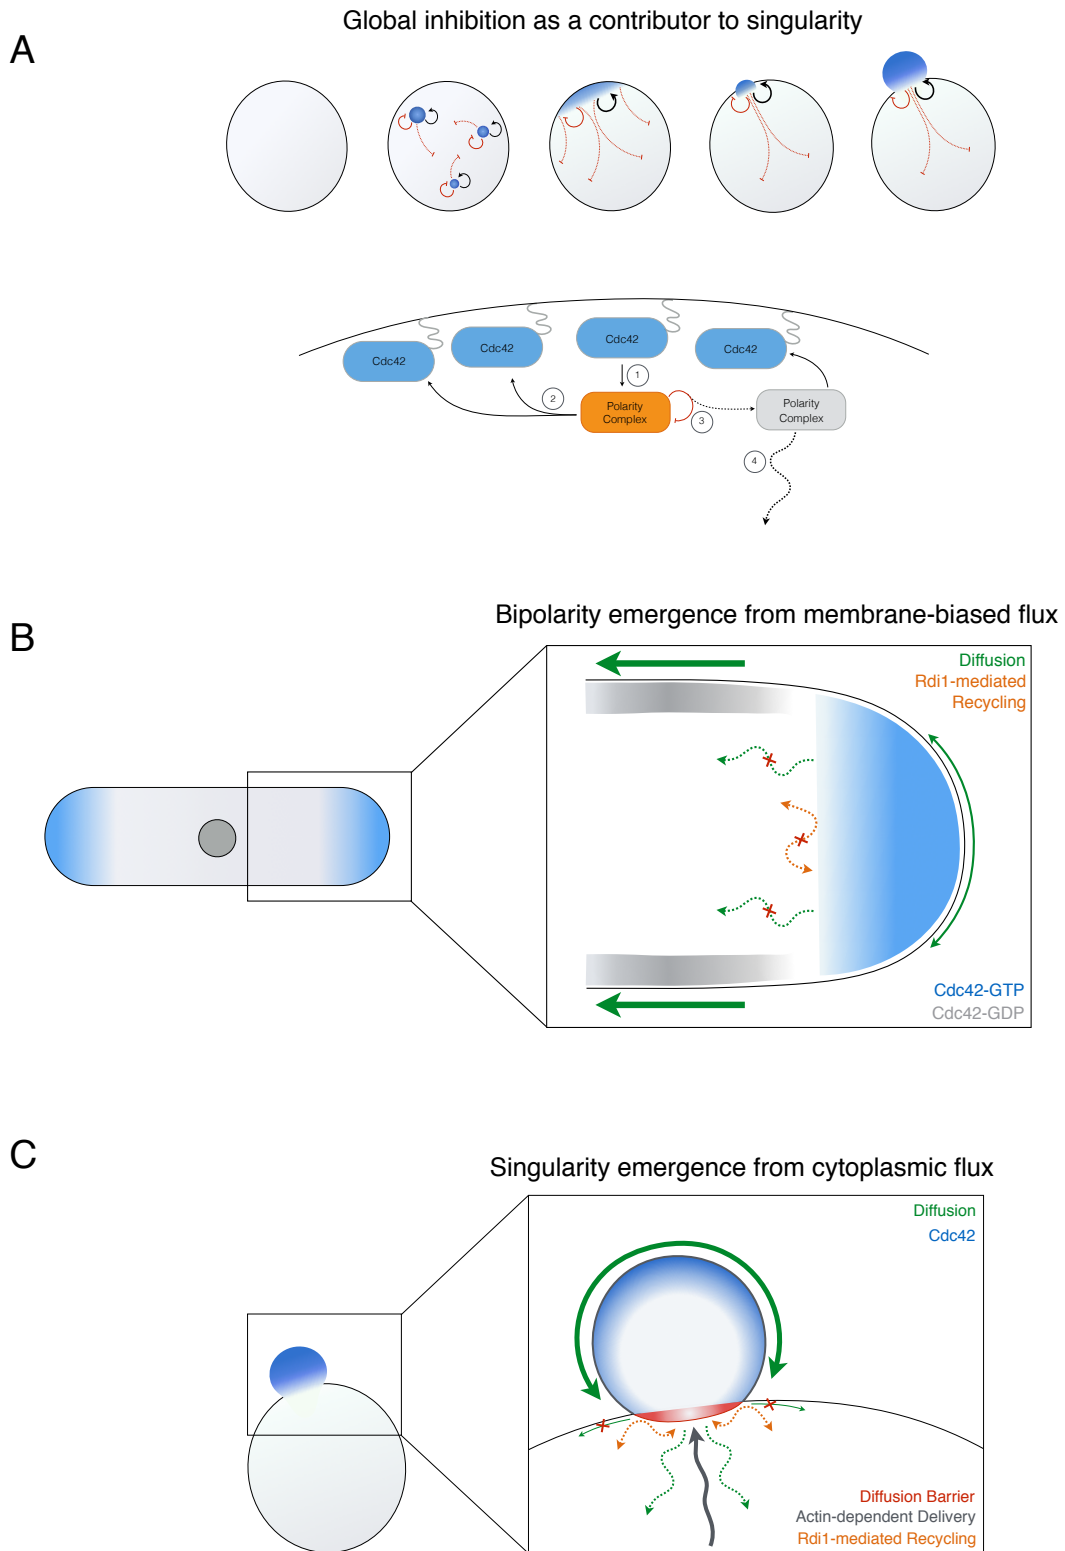 Global inhibition as a contributor to singularity
A
Cdc42
Cdc42
Cdc42
Cdc42
1
2
Polarity
Complex
3
Polarity
Complex
4
Bipolarity emergence from membrane-biased flux
B
Diffusion
Rdi1-mediated
Recycling
Cdc42-GTP
Cdc42-GDP
C
Singularity emergence from cytoplasmic flux
Diffusion
Cdc42
Diffusion Barrier
Actin-dependent Delivery
Rdi1-mediated Recycling